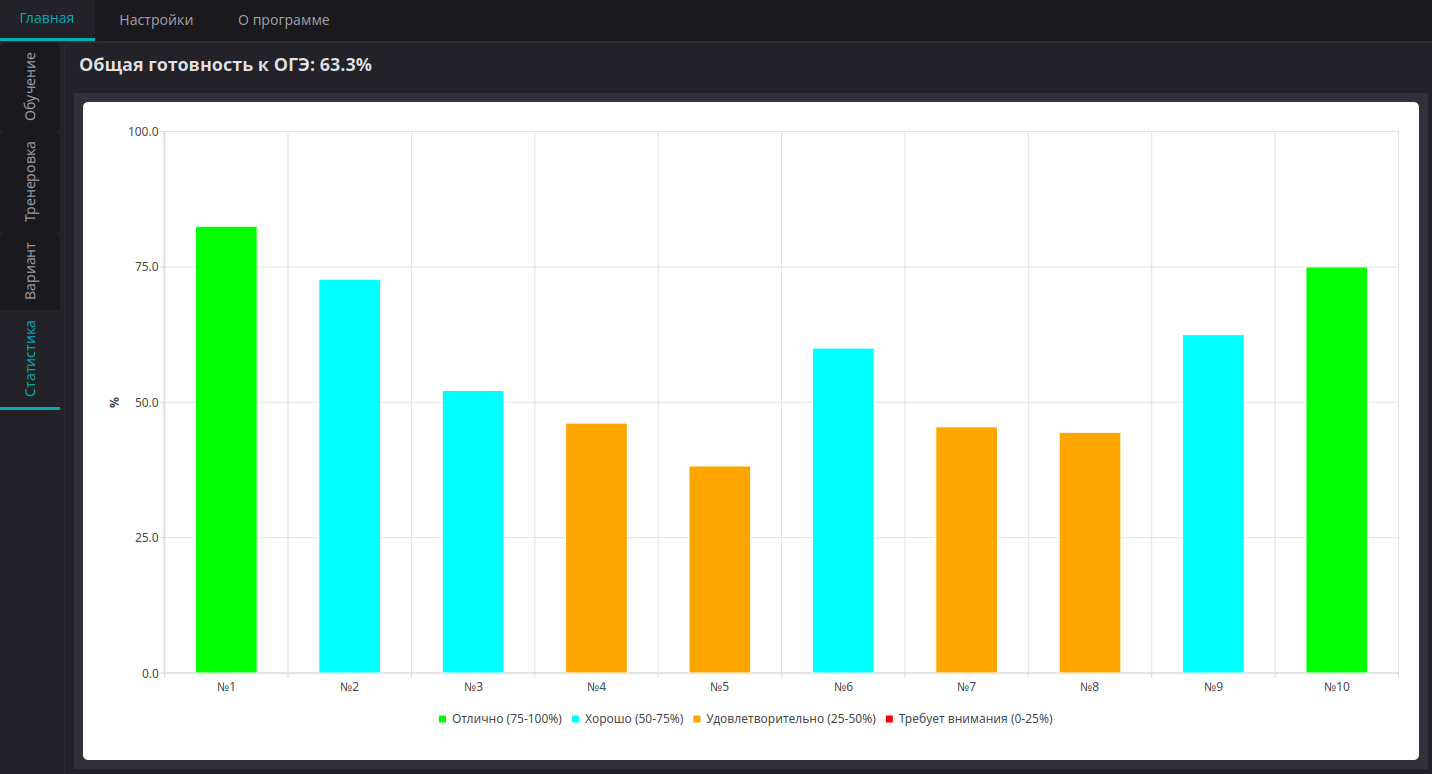 Главная Настройки О программе
Обучение
Тренеровка
Вариант
Статистика
Общая готовность к ОГЭ: 63.3%
100.0
75.0
50.0
25.0
0.0
%
№1 №2 №3 №4 №5 №6 №7 №8 №9 №10
Отлично (75-100%) Хорошо (50-75%) Удовлетворительно (25-50%) Требует внимания (0-25%)